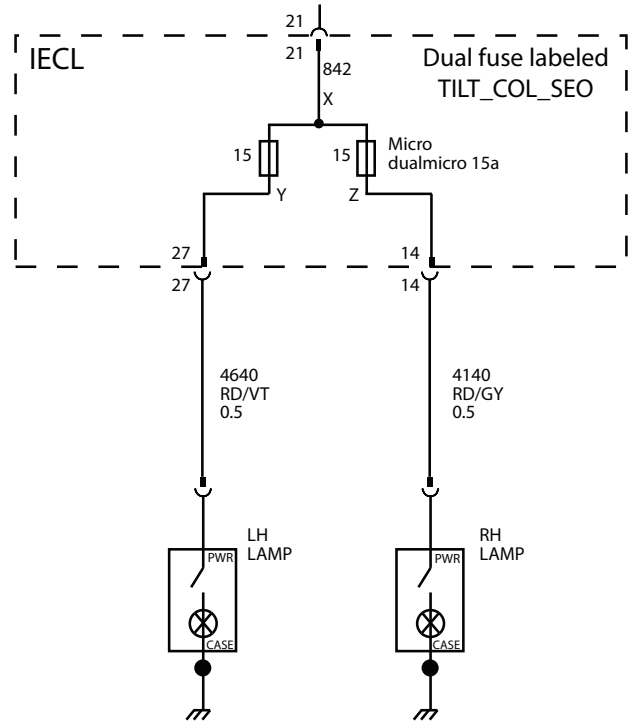 21
IECL
21
842
X
Dual fuse labeled
TILT_COL_SEO
15
15
Micro
dualmicro 15a
Y
Z
27
14
27
14
4640
RD/VT
0.5
4140
RD/GY
0.5
LH
LAMP
RH
LAMP
PWR
PWR
CASE
CASE